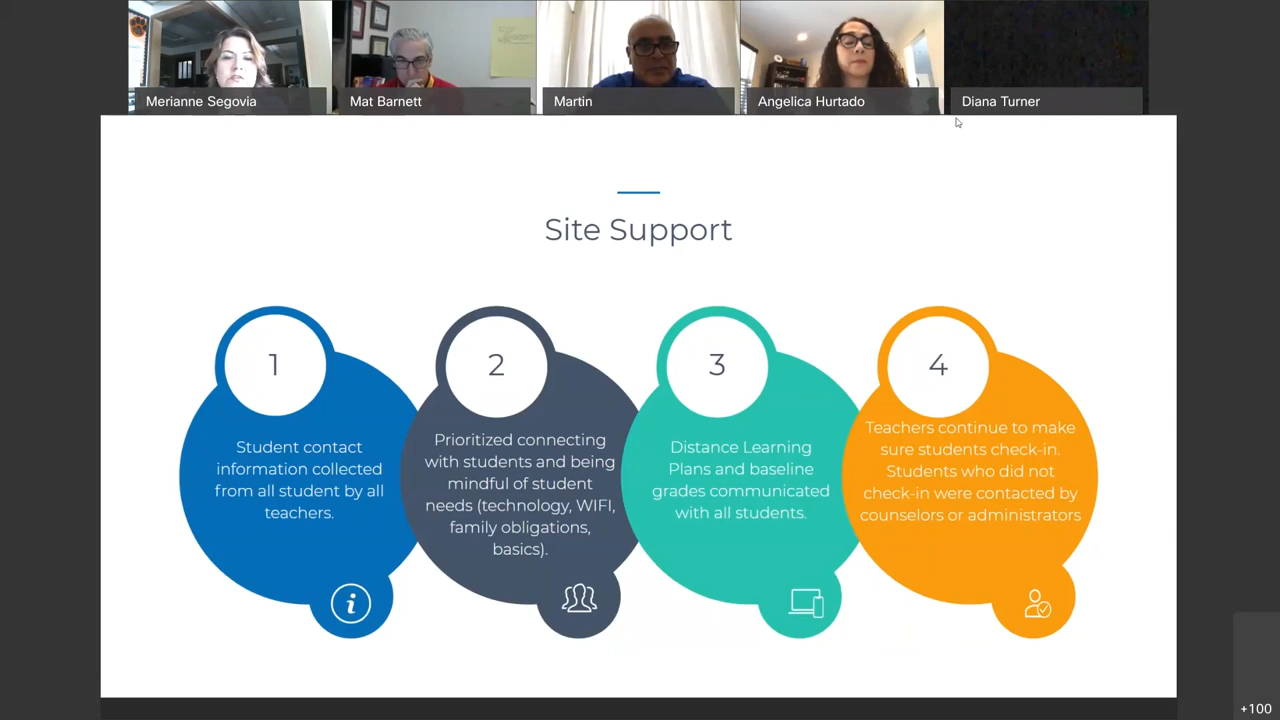 Merianne Segovia
Mat Barnett
Martin
Angelica Hurtado
Diana Turner
Site Support
1
Student contact
information collected
from all student by all
teachers.
2
Prioritized connecting
with students and being
mindful of student
needs (technology, WIFI,
family obligations,
basics).
3
Distance Learning
Plans and baseline
grades communicated
with all students.
4
Teachers continue to make
sure students check-in.
Students who did not
check-in were contacted by
counselors or administrators
i
+100